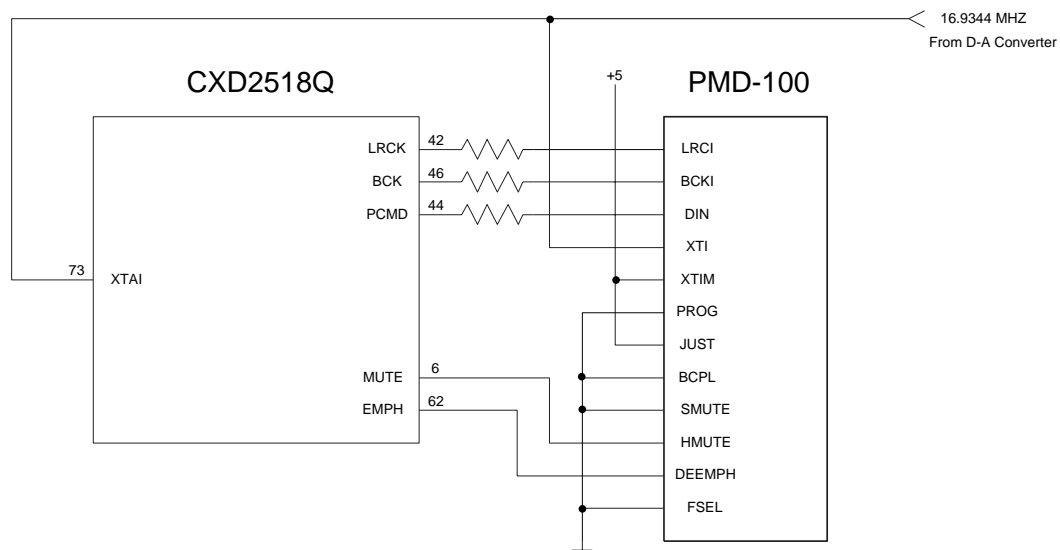 16.9344 MHZ
From D-A Converter
CXD2518Q
+5
PMD-100
LRCK 42
LRCI
BCK 46
BCKI
PCMD 44
DIN
XTI
73 XTAI
XTIM
PROG
JUST
MUTE 6
BCPL
EMPH 62
SMUTE
HMUTE
DEEMPH
FSEL